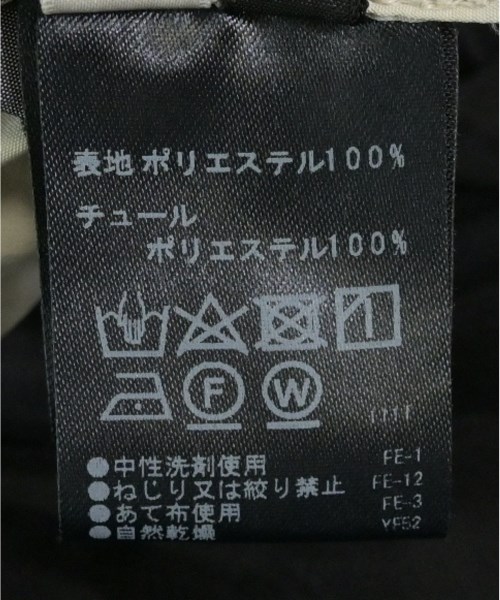 表地 ポリエステル100%
チュール
ポリエステル100%
F W
●中性洗剤使用 FE-1
●ねじり又は絞り禁止 FE-12
●あて布使用 FE-3
●自然乾燥 YF52